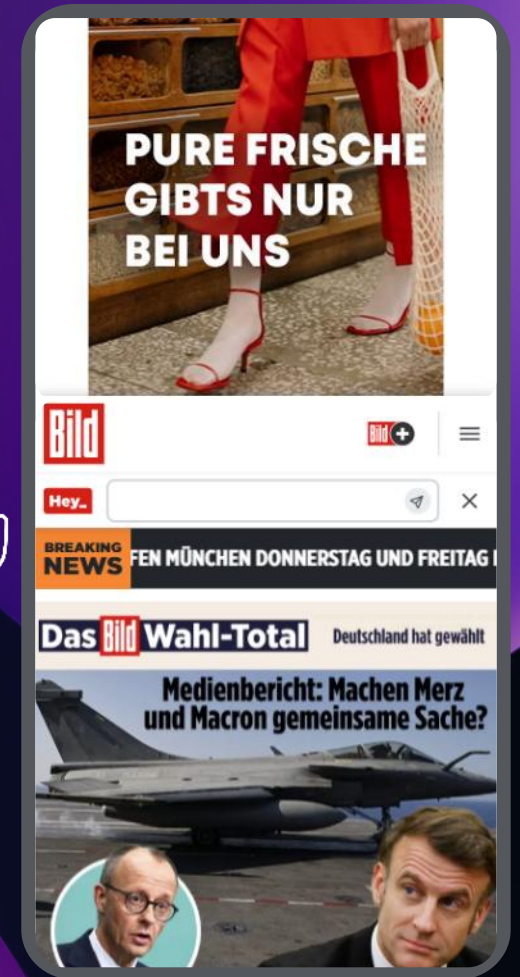 PURE FRISCHE
GIBTS NUR
BEI UNS
Bild
Bild +
Hey_
BREAKING
NEWS
FEN MÜNCHEN DONNERSTAG UND FREITAG
Das Bild Wahl-Total
Deutschland hat gewählt
Medienbericht: Machen Merz
und Macron gemeinsame Sache?